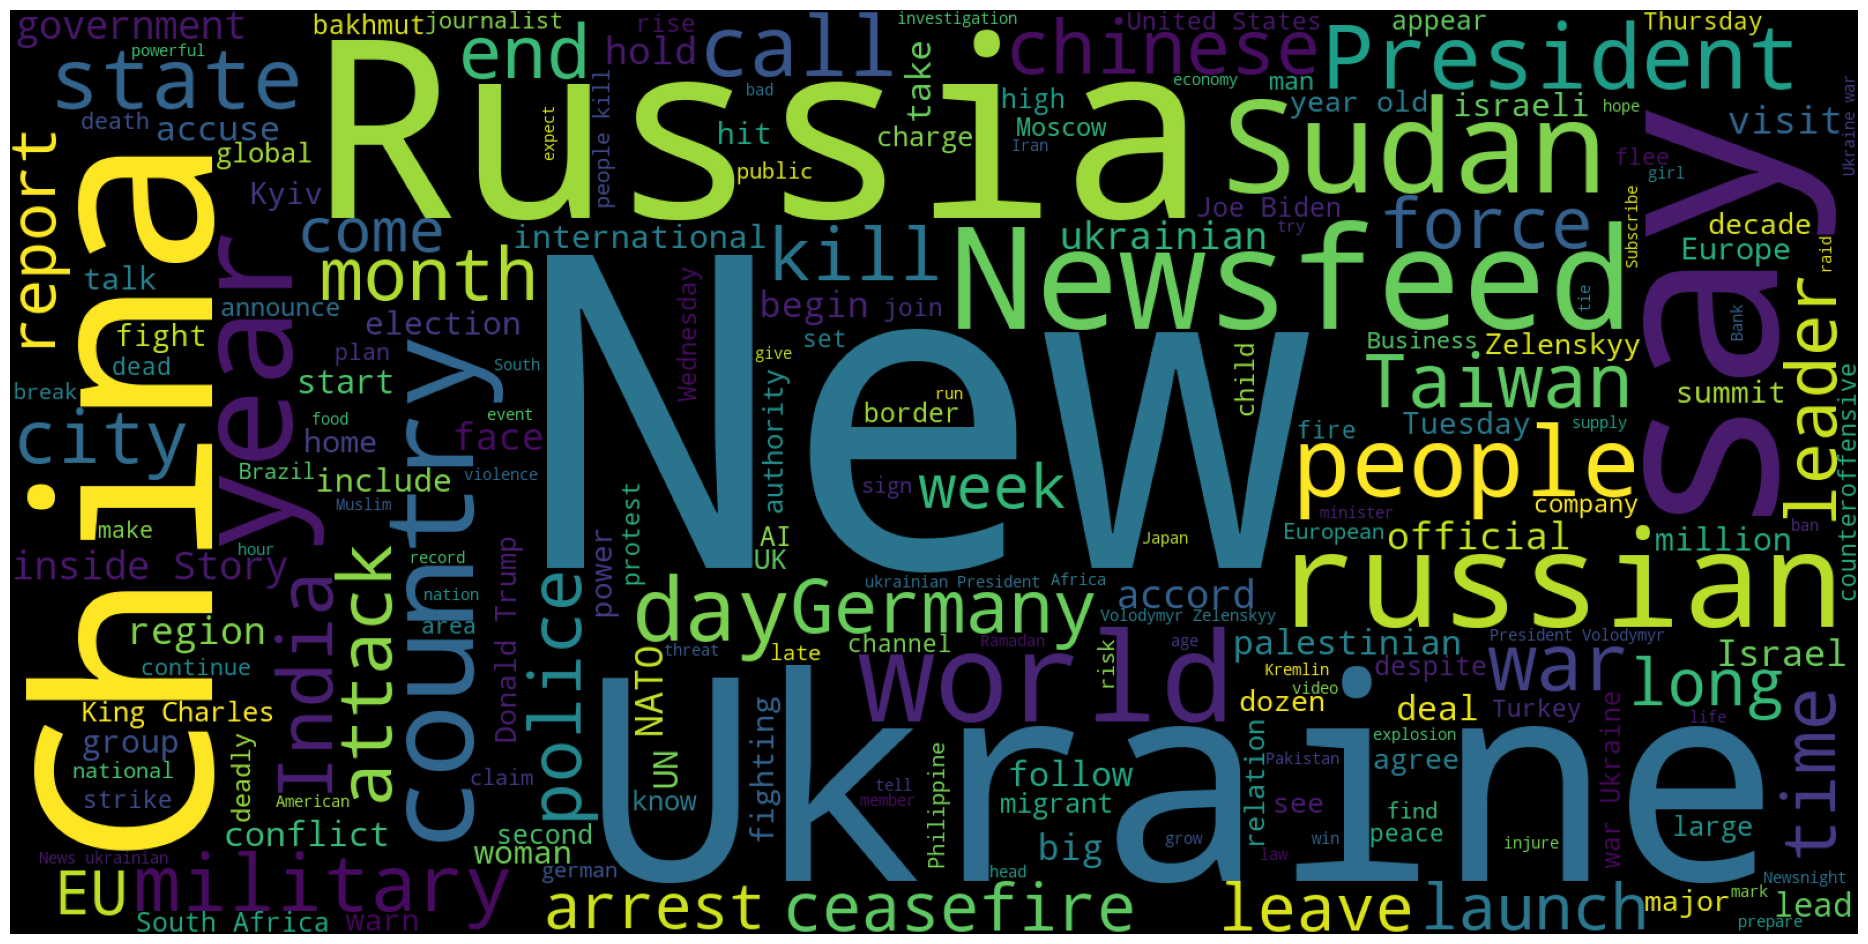 government
powerful
bakhmut
journalist
rise
investigation
United States
appear
Thursday
state
end
hold
call
chinese
President
Russia
take
economy
man
death
accuse
bad
high
year old
israeli
hope
visit
Ukraine war
report
global
expect
people kill
hit
public
charge
Moscow
Iran
Sudan
flee
girl
say
China
Kyiv
year
come
international
kill
ukrainian
Joe Biden
try
force
Subscribe
decade
Europe
raid
talk
announce
month
Wednesday
begin
join
Newsfeed
tie
Bank
leader
fight
election
New
set
Business
Zelenskyy
dead
plan
South
give
child
Taiwan
summit
counteroffensive
break
start
country
run
border
city
food
event
face
authority
fire
Tuesday
supply
home
people
Brazil
include
violence
week
sign
company
Muslim
protest
minister
make
AI
Japan
European
official
million
ban
hour
attack
record
UK
russian
inside Story
India
Donald Trump
police
power
ukrainian President
Africa
nation
day
Germany
accord
Volodymyr Zelenskyy
region
area
channel
Ramadan
age
palestinian
President Volodymyr
continue
NATO
threat
late
world
risk
Kremlin
despite
war
Israel
video
long
King Charles
dozen
deal
Turkey
life
time
group
deadly
UN
fighting
Ukraine
relation
explosion
war Ukraine
national
claim
Philippine
tell
follow
Pakistan
agree
strike
American
know
member
migrant
see
find
conflict
second
big
grow
win
peace
large
News ukrainian
woman
law
injure
military
german
head
Newsnight
EU
arrest
ceasefire
leave
launch
major
mark
lead
South Africa
warn
prepare